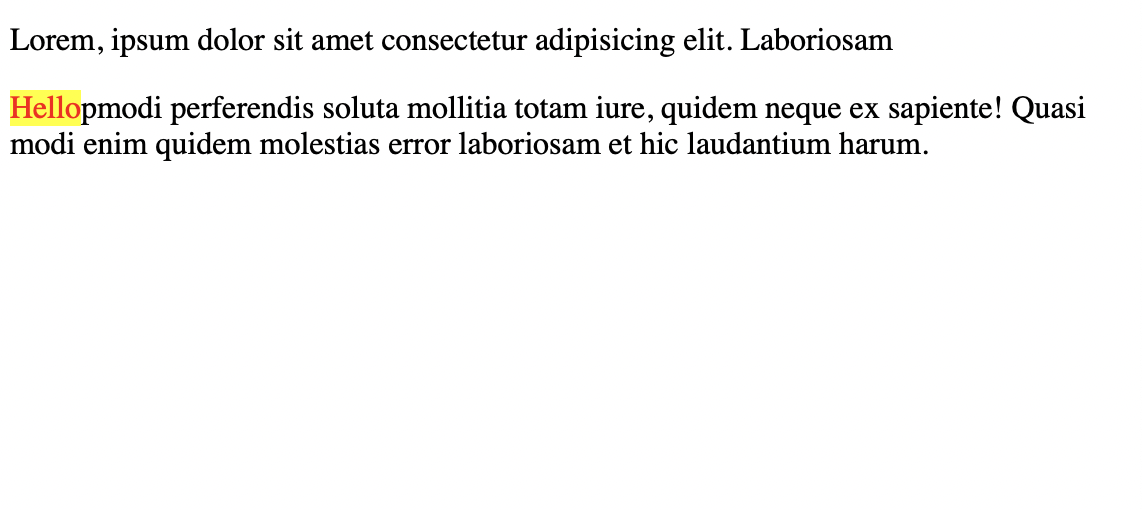 Lorem, ipsum dolor sit amet consectetur adipisicing elit. Laboriosam
Hellopmodi perferendis soluta mollitia totam iure, quidem neque ex sapiente! Quasi
modi enim quidem molestias error laboriosam et hic laudantium harum.